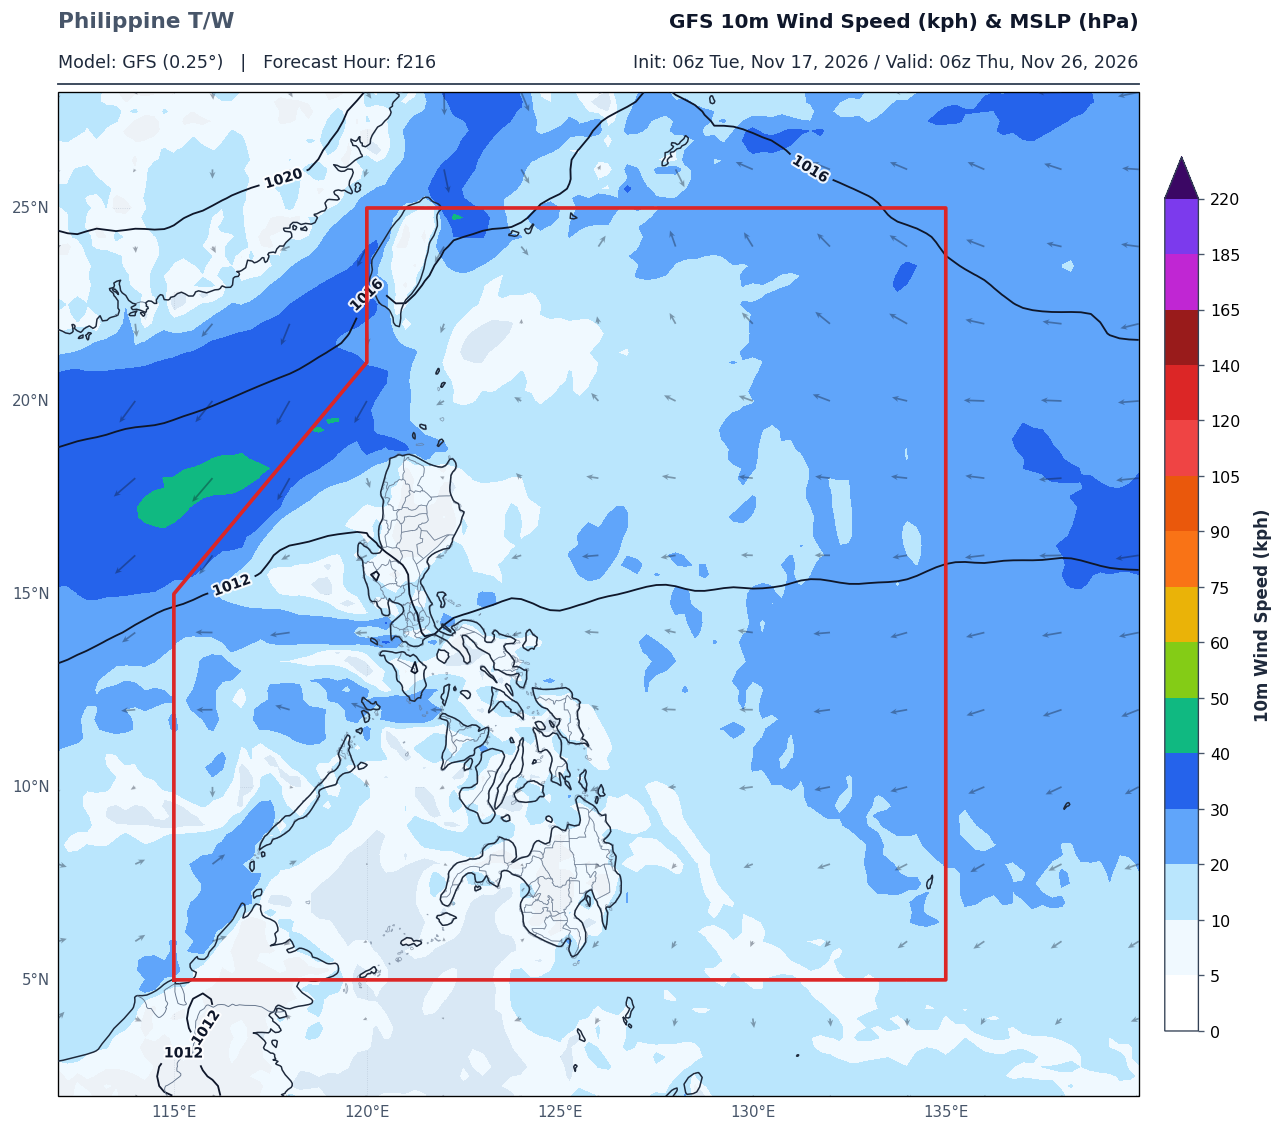 Philippine T/W
GFS 10m Wind Speed (kph) & MSLP (hPa)
Model: GFS (0.25°) | Forecast Hour: f216
Init: 06z Tue, Nov 17, 2026 / Valid: 06z Thu, Nov 26, 2026
1020
1016
1016
1012
1012
1012
25°N
20°N
15°N
10°N
5°N
115°E
120°E
125°E
130°E
135°E
220
185
165
140
120
105
90
75
60
50
40
30
20
10
5
0
10m Wind Speed (kph)